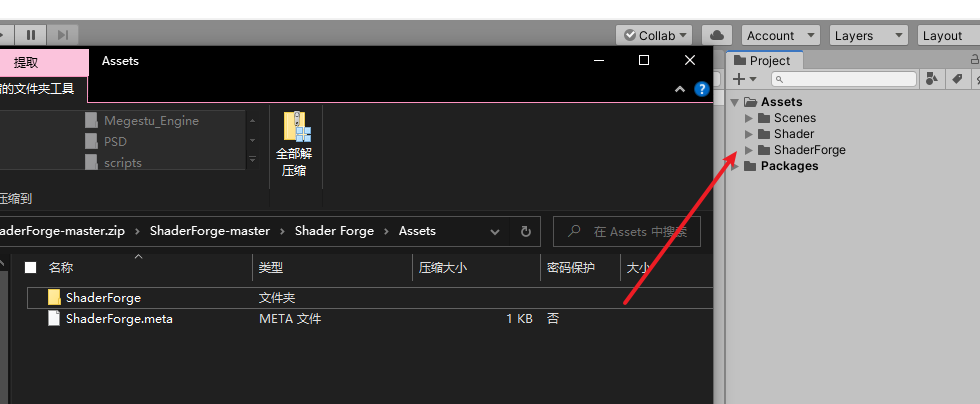 Collab
Account
Layers
Layout
提取
Assets
的文件夹工具
?
Megestu_Engine
PSD
scripts
全部解
压缩
压缩到
aderForge-master.zip > ShaderForge-master > Shader Forge > Assets
在 Assets 中搜索
名称 类型 压缩大小 密码保护 大小
ShaderForge 文件夹
ShaderForge.meta META 文件 1 KB 否
Project
Assets
Scenes
Shader
ShaderForge
Packages